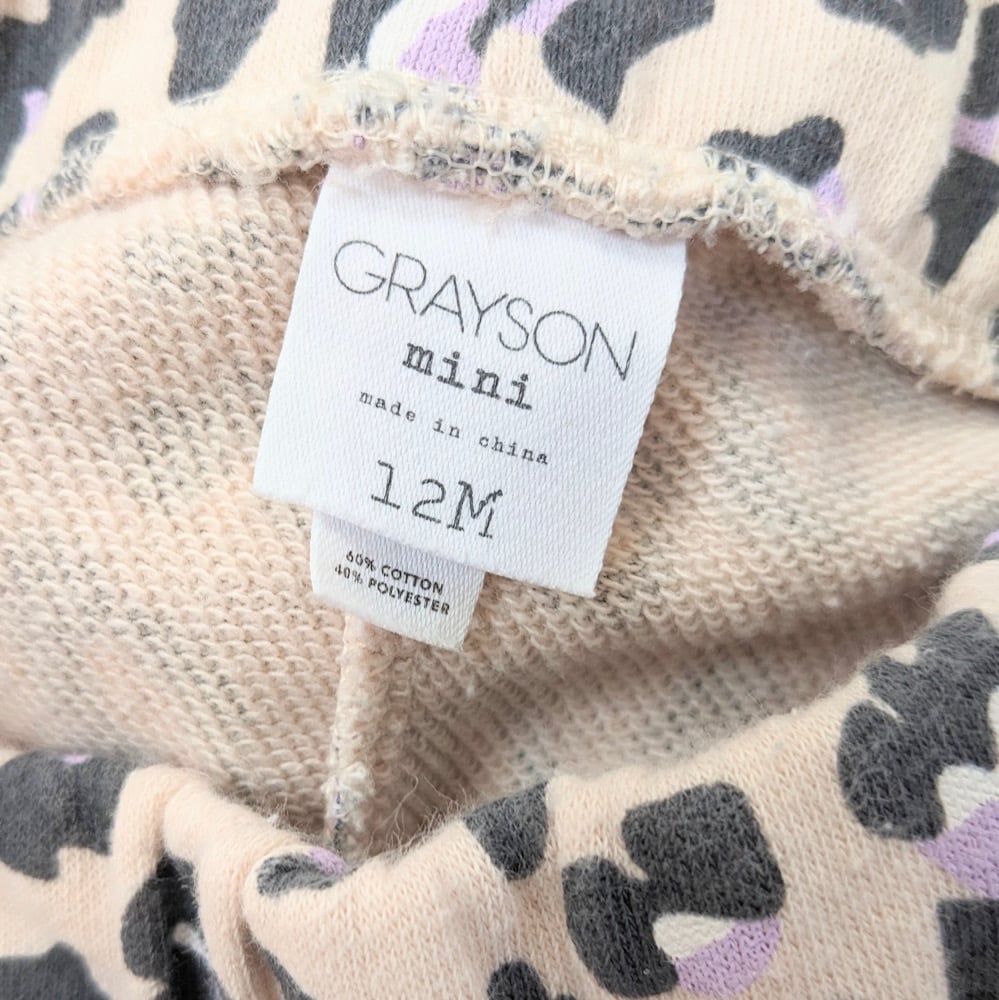 GRAYSON
mini
made in china
12M
60% COTTON
40% POLYESTER